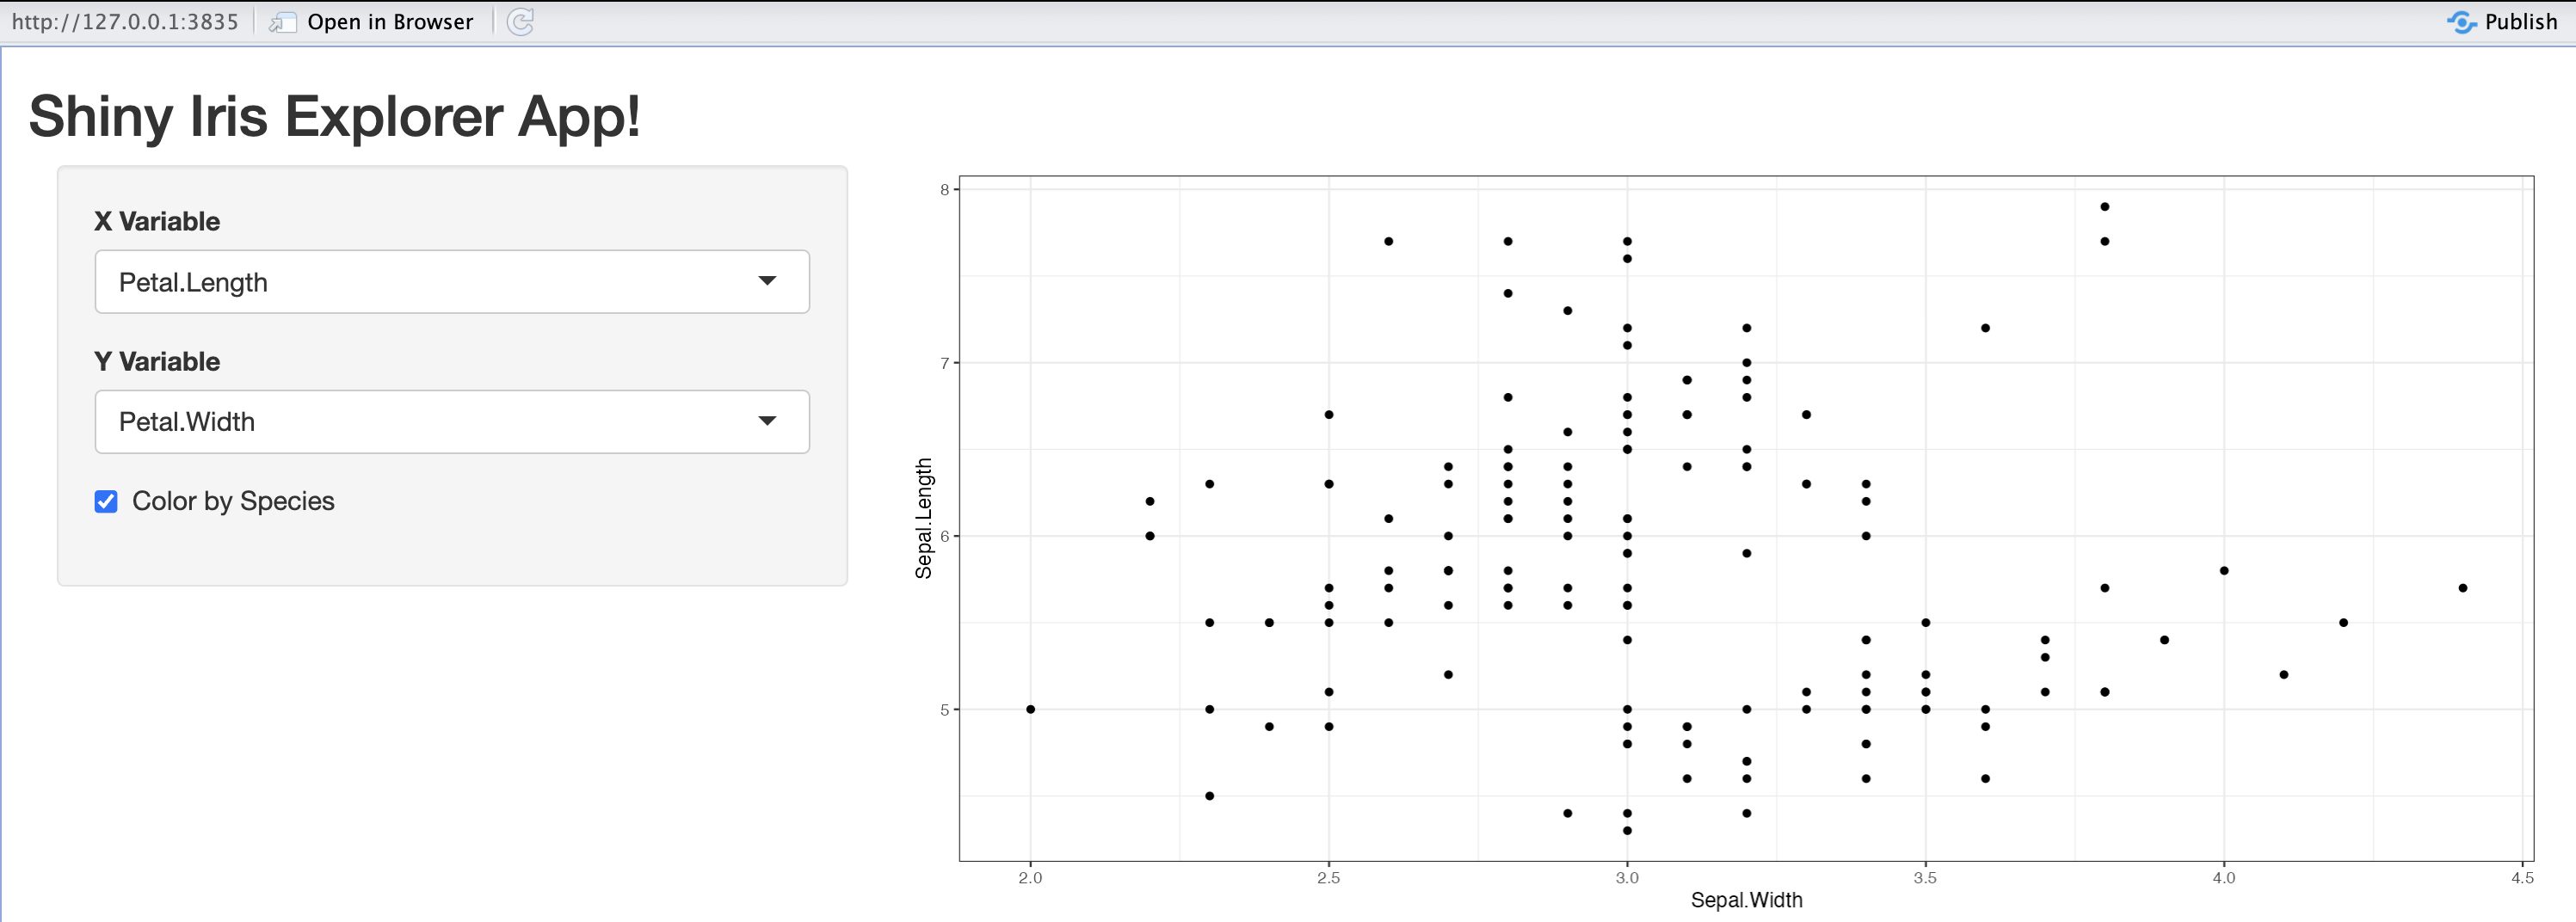 http://127.0.0.1:3835 Open in Browser Publish
Shiny Iris Explorer App!
X Variable
Petal.Length
Y Variable
Petal.Width
Color by Species
8
7
6
5
Sepal.Length
2.0 2.5 3.0 3.5 4.0 4.5
Sepal.Width